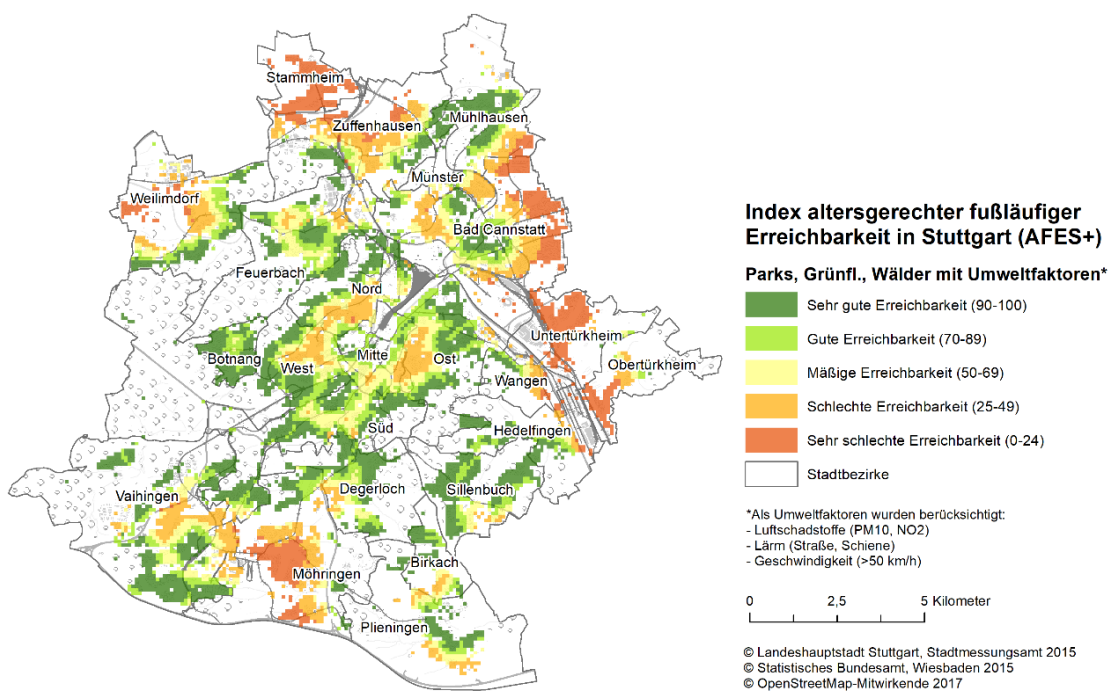 Stammheim
Zuffenhausen
Mühlhausen
Münster
Weilimdorf
Bad Cannstatt
Feuerbach
Nord
Untertürkheim
Botnang
Mitte
Ost
Obertürkheim
West
Wangen
Süd
Hedelfingen
Vaihingen
Degerloch
Sillenbuch
Birkach
Möhringen
Plieningen
Index altersgerechter fußläufiger
Erreichbarkeit in Stuttgart (AFES+)
Parks, Grünfl., Wälder mit Umweltfaktoren*
Sehr gute Erreichbarkeit (90-100)
Gute Erreichbarkeit (70-89)
Mäßige Erreichbarkeit (50-69)
Schlechte Erreichbarkeit (25-49)
Sehr schlechte Erreichbarkeit (0-24)
Stadtbezirke
*Als Umweltfaktoren wurden berücksichtigt:
- Luftschadstoffe (PM10, NO2)
- Lärm (Straße, Schiene)
- Geschwindigkeit (>50 km/h)
0 2,5 5 Kilometer
© Landeshauptstadt Stuttgart, Stadtmessungsamt 2015
© Statistisches Bundesamt, Wiesbaden 2015
© OpenStreetMap-Mitwirkende 2017